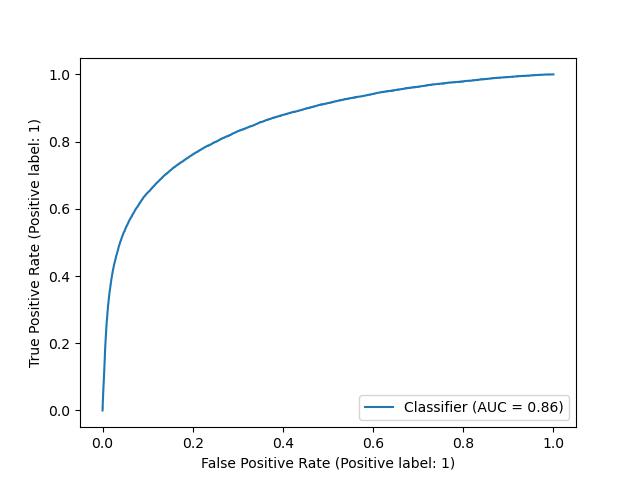 1.0
0.8
0.6
0.4
0.2
0.0
True Positive Rate (Positive label: 1)
Classifier (AUC = 0.86)
0.0 0.2 0.4 0.6 0.8 1.0
False Positive Rate (Positive label: 1)